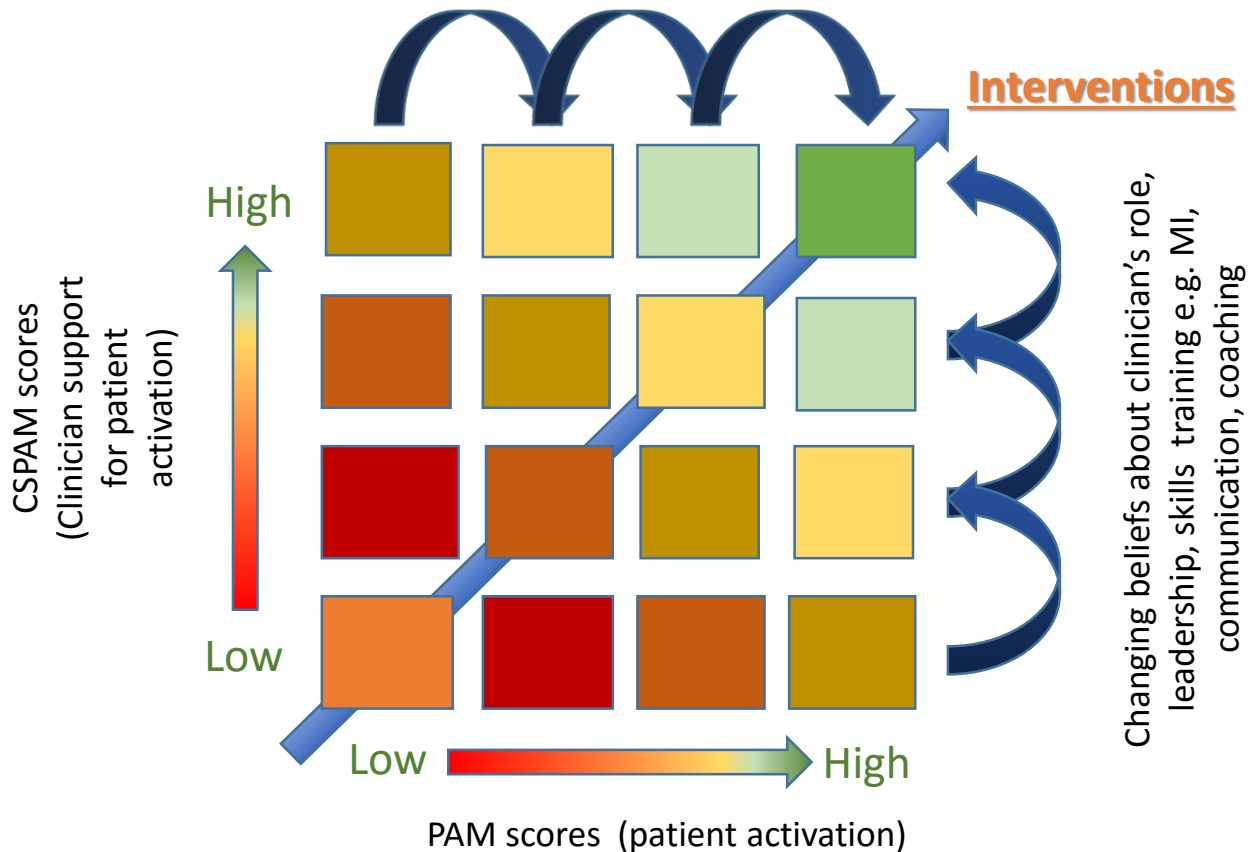 Interventions
High
CSPAM scores
(Clinician support
for patient
activation)
Low
Low
High
PAM scores (patient activation)
Changing beliefs about clinician’s role,
leadership, skills training e.g. MI,
communication, coaching